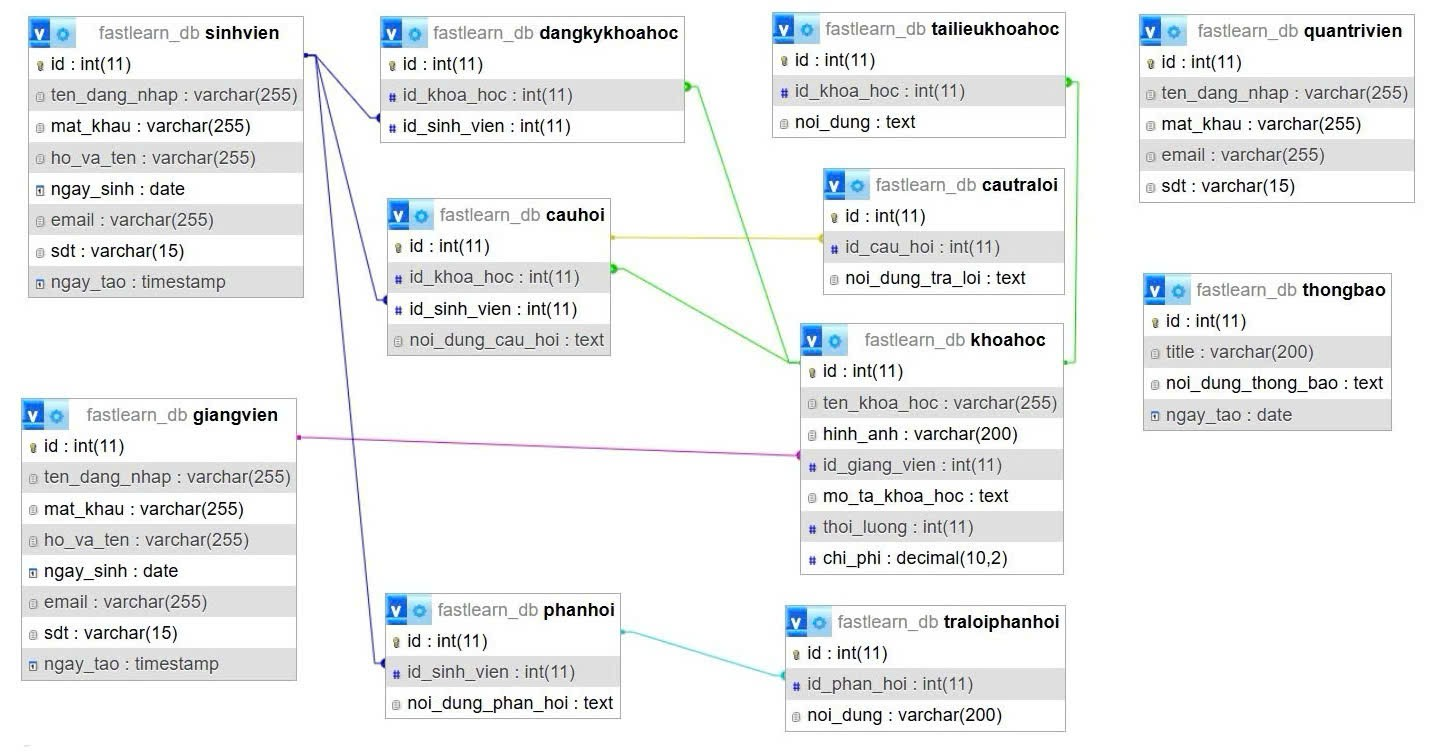 fastlearn_db sinhvien
id : int(11)
ten_dang_nhap : varchar(255)
mat_khau : varchar(255)
ho_va_ten : varchar(255)
ngay_sinh : date
email : varchar(255)
sdt : varchar(15)
ngay_tao : timestamp
fastlearn_db dangkykhoahoc
id : int(11)
id_khoa_hoc : int(11)
id_sinh_vien : int(11)
fastlearn_db tailieukhoahoc
id : int(11)
id_khoa_hoc : int(11)
noi_dung : text
fastlearn_db quantrivien
id : int(11)
ten_dang_nhap : varchar(255)
mat_khau : varchar(255)
email : varchar(255)
sdt : varchar(15)
fastlearn_db cauhoi
id : int(11)
id_khoa_hoc : int(11)
id_sinh_vien : int(11)
noi_dung_cau_hoi : text
fastlearn_db cautraloi
id : int(11)
id_cau_hoi : int(11)
noi_dung_tra_loi : text
fastlearn_db thongbao
id : int(11)
title : varchar(200)
noi_dung_thong_bao : text
ngay_tao : date
fastlearn_db khoahoc
id : int(11)
ten_khoa_hoc : varchar(255)
hinh_anh : varchar(200)
id_giang_vien : int(11)
mo_ta_khoa_hoc : text
thoi_luong : int(11)
chi_phi : decimal(10,2)
fastlearn_db giangvien
id : int(11)
ten_dang_nhap : varchar(255)
mat_khau : varchar(255)
ho_va_ten : varchar(255)
ngay_sinh : date
email : varchar(255)
sdt : varchar(15)
ngay_tao : timestamp
fastlearn_db phanhoi
id : int(11)
id_sinh_vien : int(11)
noi_dung_phan_hoi : text
fastlearn_db traloiphanhoi
id : int(11)
id_phan_hoi : int(11)
noi_dung : varchar(200)